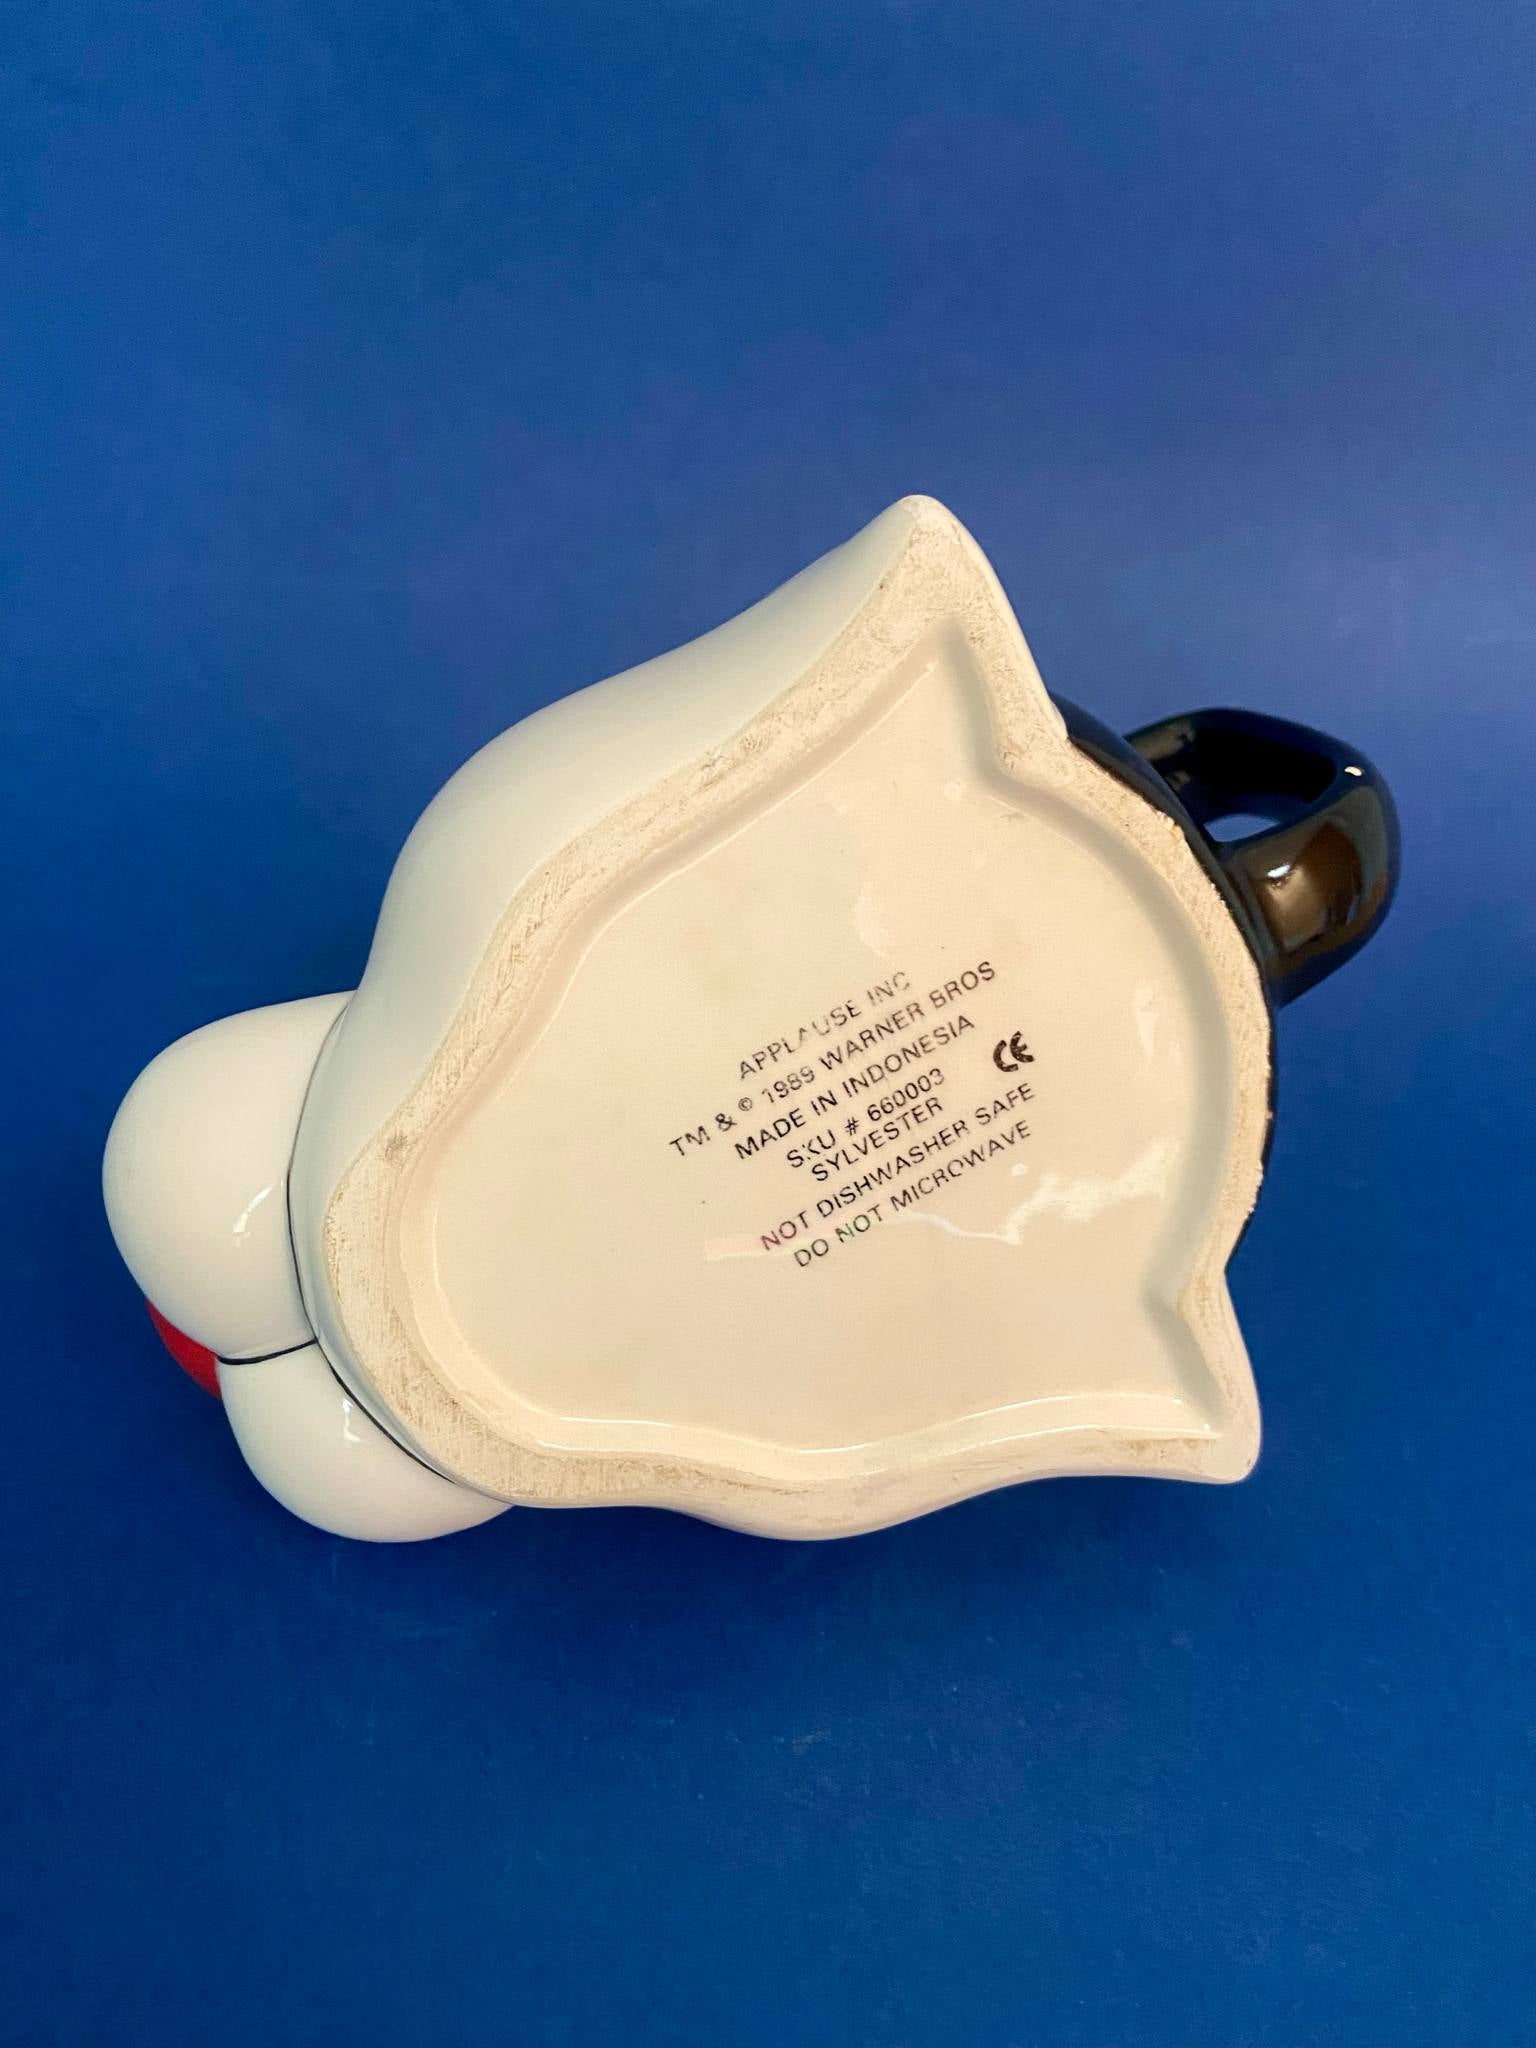 APPLAUSE INC
TM & © 1989 WARNER BROS
MADE IN INDONESIA
SKU # 660003
CE
SYLVESTER
NOT DISHWASHER SAFE
DO NOT MICROWAVE